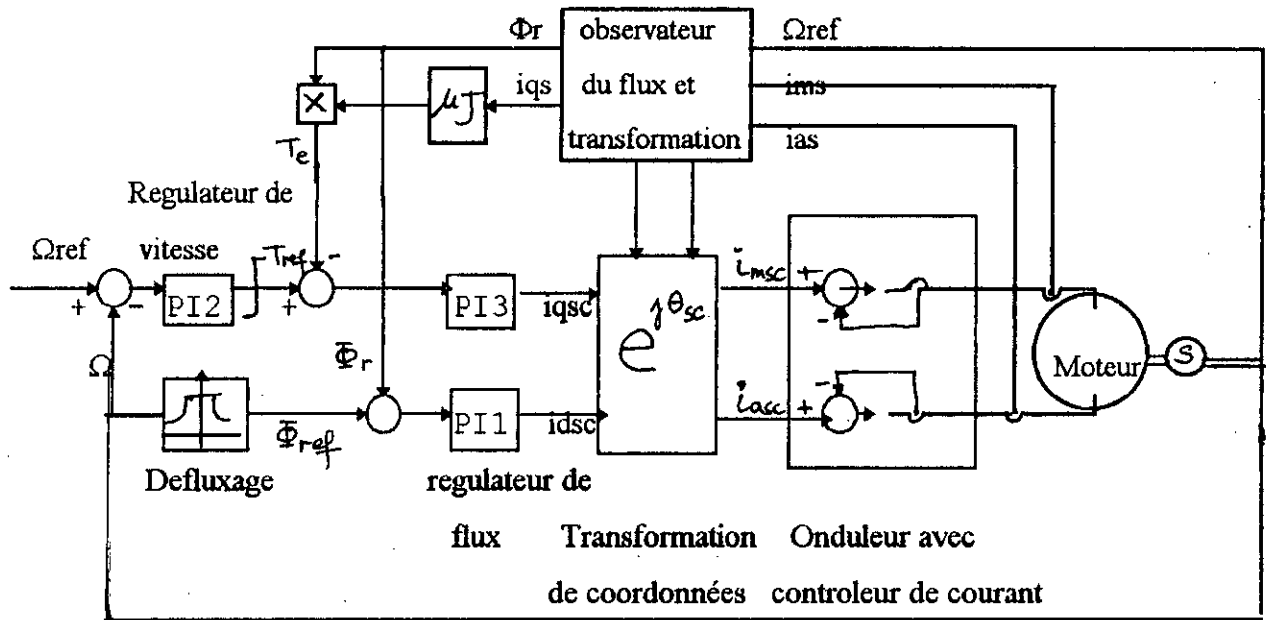 Φr observateur Ωref
iqs du flux et ims
μJ
X
transformation ias
Te
Regulateur de
Ωref vitesse Tref - imsc +
+ - PI2 + PI3 iqsc e^jθsc -
Ω Φr Moteur S
- iasc +
PI1 idsc
Φref
Defluxage regulateur de
flux Transformation Onduleur avec
de coordonnées controleur de courant